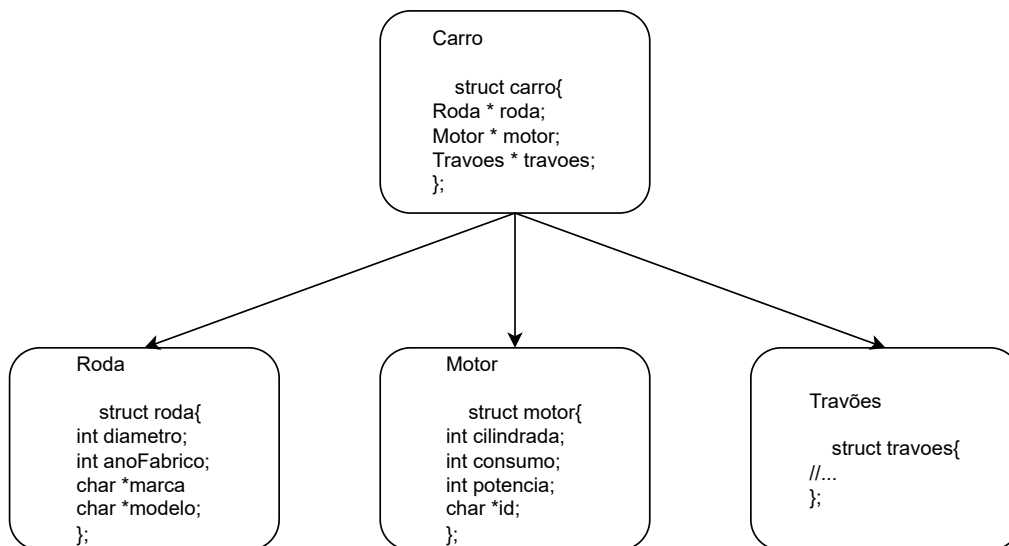 Carro
struct carro{
Roda * roda;
Motor * motor;
Travoes * travoes;
};
Roda
struct roda{
int diametro;
int anoFabrico;
char *marca
char *modelo;
};
Motor
struct motor{
int cilindrada;
int consumo;
int potencia;
char *id;
};
Travões
struct travoes{
//...
};